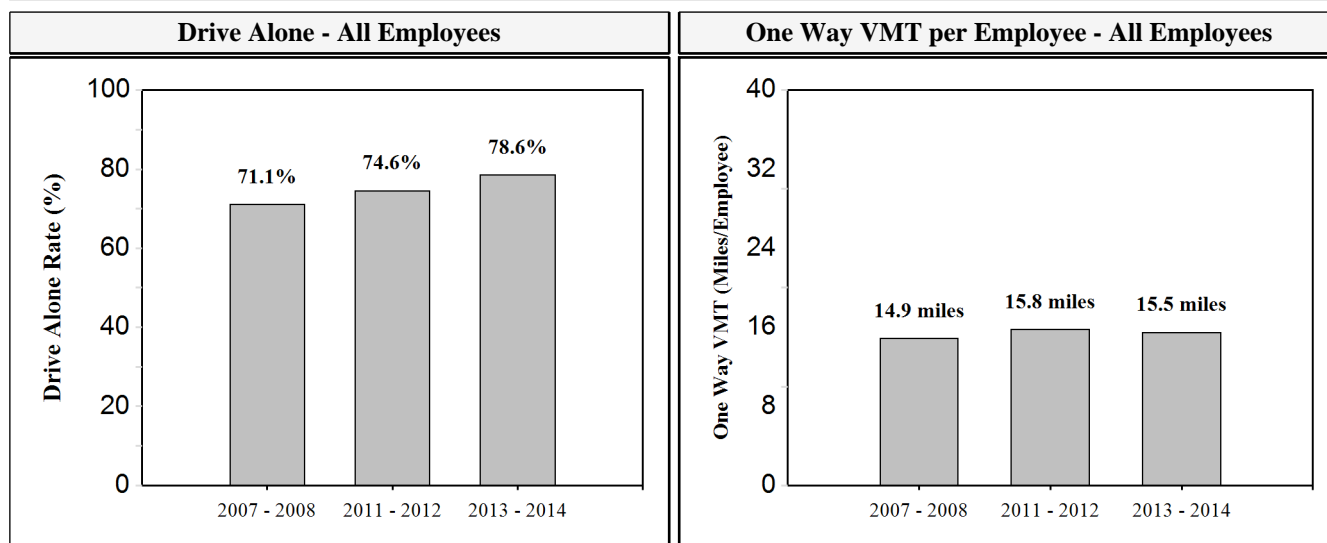 Drive Alone - All Employees
One Way VMT per Employee - All Employees
Drive Alone Rate (%)
100
80
60
40
20
0
71.1%
74.6%
78.6%
2007 - 2008
2011 - 2012
2013 - 2014
One Way VMT (Miles/Employee)
40
32
24
16
8
0
14.9 miles
15.8 miles
15.5 miles
2007 - 2008
2011 - 2012
2013 - 2014